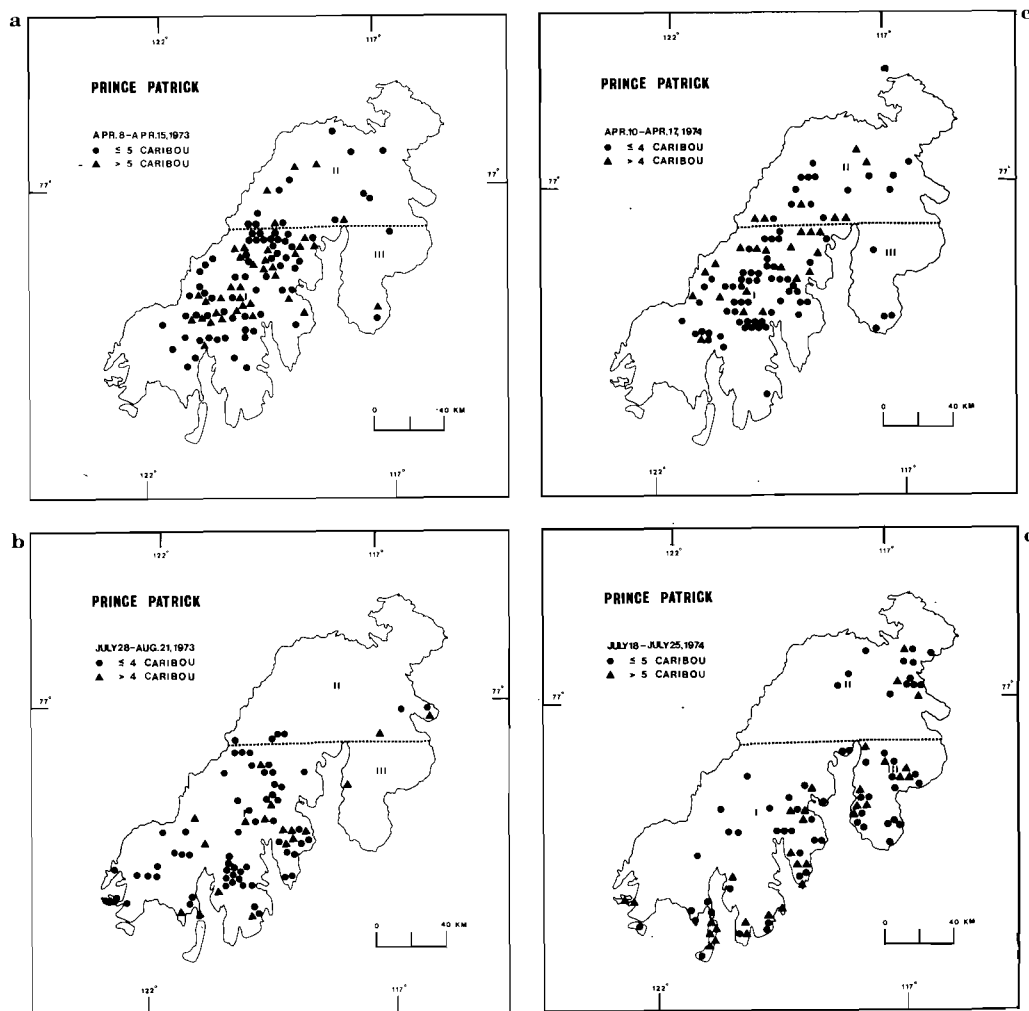 a
122°
117°
PRINCE PATRICK
APR. 8 – APR. 15, 1973
● ≤ 5 CARIBOU
▲ > 5 CARIBOU
77°
77°
II
III
I
0 40 KM
122°
117°
c
122°
117°
PRINCE PATRICK
APR. 10 – APR. 17, 1974
● ≤ 4 CARIBOU
▲ > 4 CARIBOU
77°
77°
II
III
I
0 40 KM
122°
117°
b
122°
117°
PRINCE PATRICK
JULY 28 – AUG. 21, 1973
● ≤ 4 CARIBOU
▲ > 4 CARIBOU
77°
77°
II
III
I
0 40 KM
122°
117°
122°
117°
PRINCE PATRICK
JULY 18 – JULY 25, 1974
● ≤ 5 CARIBOU
▲ > 5 CARIBOU
77°
77°
II
III
I
0 40 KM
122°
117°